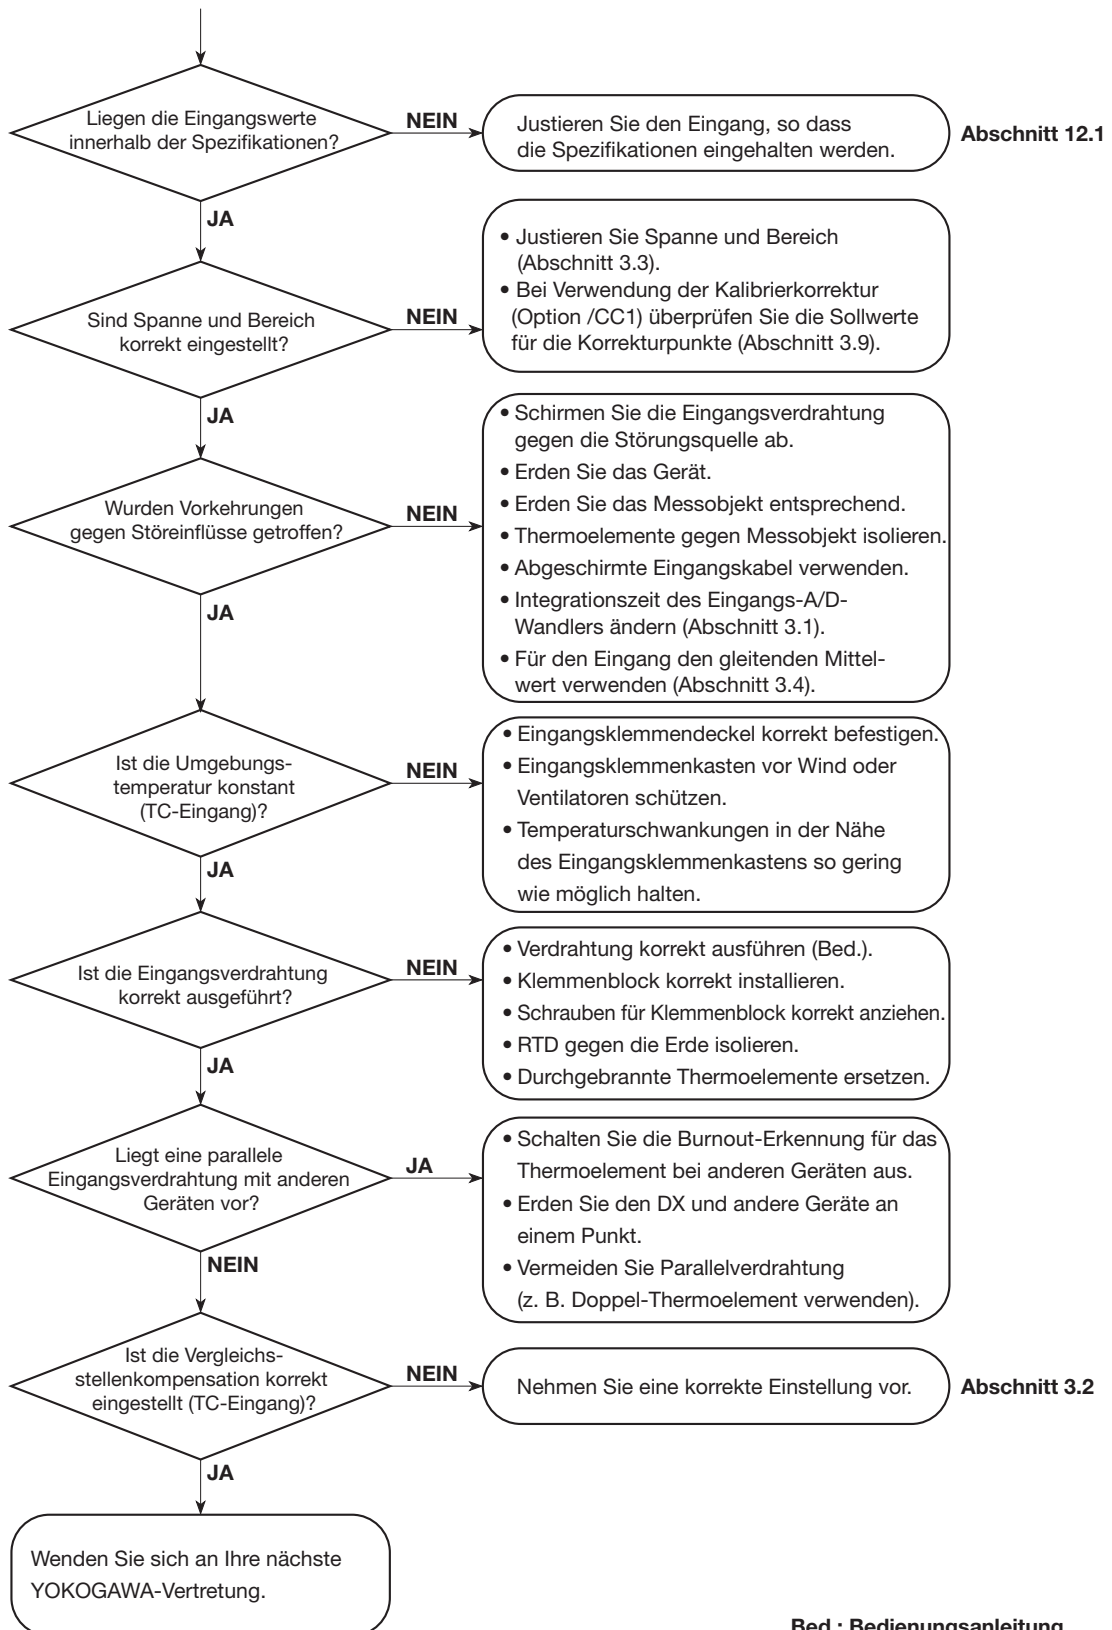 Liegen die Eingangswerte
innerhalb der Spezifikationen?
NEIN
Justieren Sie den Eingang, so dass
die Spezifikationen eingehalten werden.
Abschnitt 12.1
JA
Sind Spanne und Bereich
korrekt eingestellt?
NEIN
• Justieren Sie Spanne und Bereich
(Abschnitt 3.3).
• Bei Verwendung der Kalibrierkorrektur
(Option /CC1) überprüfen Sie die Sollwerte
für die Korrekturpunkte (Abschnitt 3.9).
JA
Wurden Vorkehrungen
gegen Störeinflüsse getroffen?
NEIN
• Schirmen Sie die Eingangsverdrahtung
gegen die Störungsquelle ab.
• Erden Sie das Gerät.
• Erden Sie das Messobjekt entsprechend.
• Thermoelemente gegen Messobjekt isolieren.
• Abgeschirmte Eingangskabel verwenden.
• Integrationszeit des Eingangs-A/D-
Wandlers ändern (Abschnitt 3.1).
• Für den Eingang den gleitenden Mittel-
wert verwenden (Abschnitt 3.4).
JA
Ist die Umgebungs-
temperatur konstant
(TC-Eingang)?
NEIN
• Eingangsklemmendeckel korrekt befestigen.
• Eingangsklemmenkasten vor Wind oder
Ventilatoren schützen.
• Temperaturschwankungen in der Nähe
des Eingangsklemmenkastens so gering
wie möglich halten.
JA
Ist die Eingangsverdrahtung
korrekt ausgeführt?
NEIN
• Verdrahtung korrekt ausführen (Bed.).
• Klemmenblock korrekt installieren.
• Schrauben für Klemmenblock korrekt anziehen.
• RTD gegen die Erde isolieren.
• Durchgebrannte Thermoelemente ersetzen.
JA
Liegt eine parallele
Eingangsverdrahtung mit anderen
Geräten vor?
JA
• Schalten Sie die Burnout-Erkennung für das
Thermoelement bei anderen Geräten aus.
• Erden Sie den DX und andere Geräte an
einem Punkt.
• Vermeiden Sie Parallelverdrahtung
(z. B. Doppel-Thermoelement verwenden).
NEIN
Ist die Vergleichs-
stellenkompensation korrekt
eingestellt (TC-Eingang)?
NEIN
Nehmen Sie eine korrekte Einstellung vor.
Abschnitt 3.2
JA
Wenden Sie sich an Ihre nächste
YOKOGAWA-Vertretung.
Bed.: Bedienungsanleitung